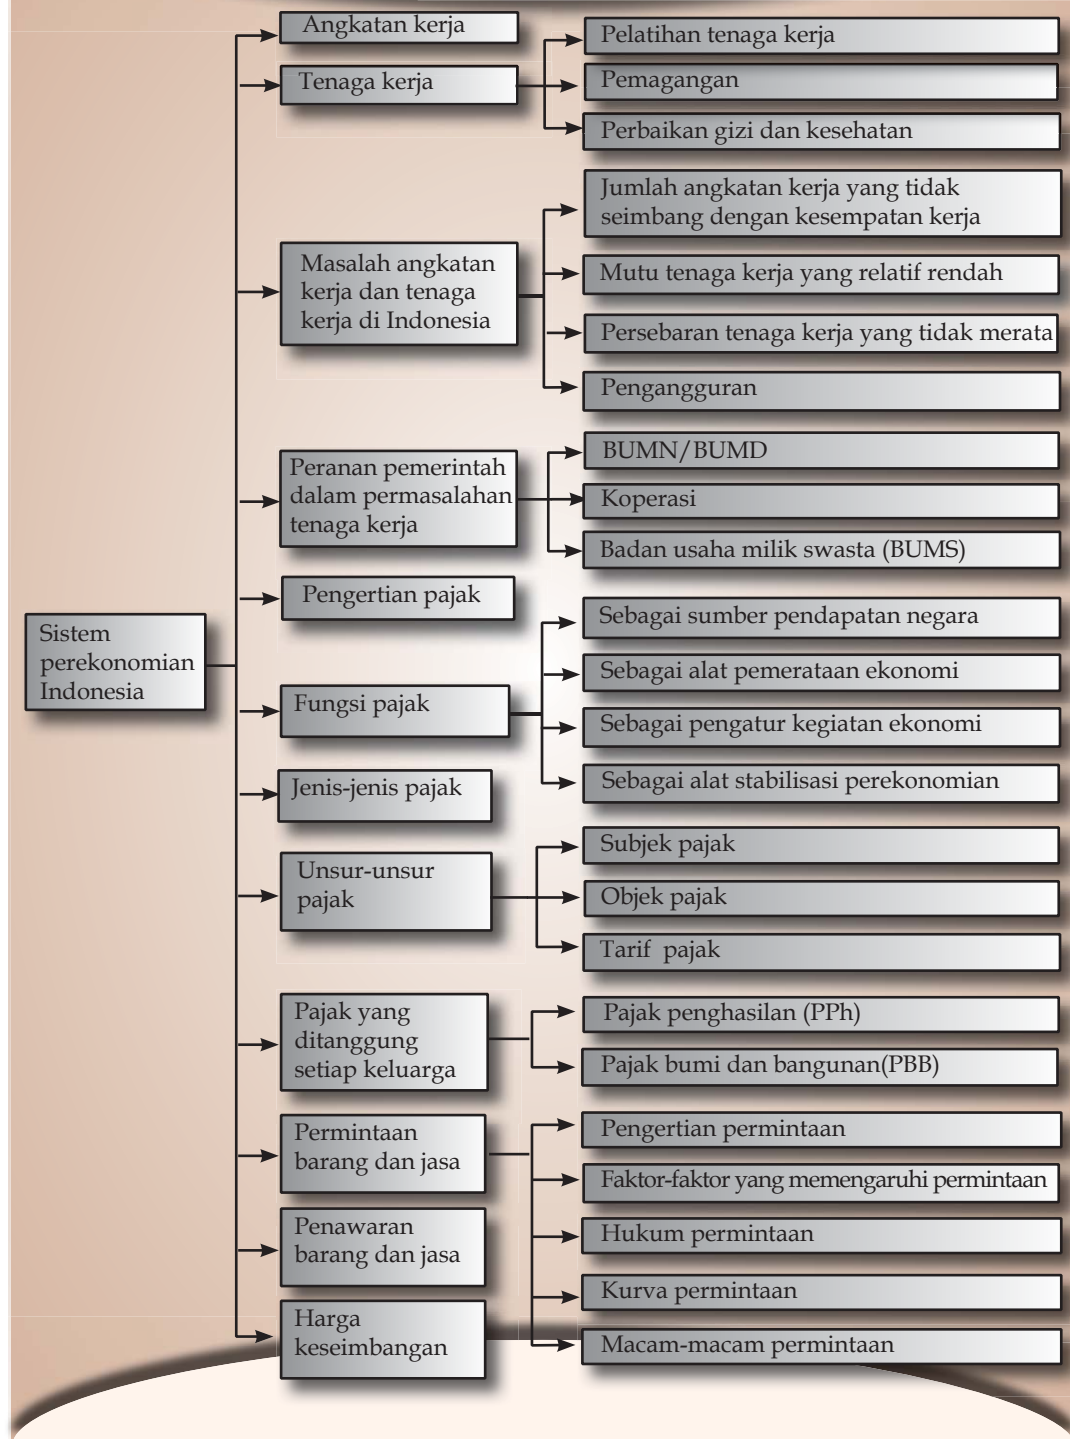 Angkatan kerja
Tenaga kerja
Pelatihan tenaga kerja
Pemagangan
Perbaikan gizi dan kesehatan
Masalah angkatan
kerja dan tenaga
kerja di Indonesia
Jumlah angkatan kerja yang tidak
seimbang dengan kesempatan kerja
Mutu tenaga kerja yang relatif rendah
Persebaran tenaga kerja yang tidak merata
Pengangguran
Peranan pemerintah
dalam permasalahan
tenaga kerja
BUMN/BUMD
Koperasi
Badan usaha milik swasta (BUMS)
Pengertian pajak
Sistem
perekonomian
Indonesia
Fungsi pajak
Sebagai sumber pendapatan negara
Sebagai alat pemerataan ekonomi
Sebagai pengatur kegiatan ekonomi
Sebagai alat stabilisasi perekonomian
Jenis-jenis pajak
Unsur-unsur
pajak
Subjek pajak
Objek pajak
Tarif  pajak
Pajak yang
ditanggung
setiap keluarga
Pajak penghasilan (PPh)
Pajak bumi dan bangunan(PBB)
Permintaan
barang dan jasa
Pengertian permintaan
Faktor-faktor yang memengaruhi permintaan
Hukum permintaan
Kurva permintaan
Macam-macam permintaan
Penawaran
barang dan jasa
Harga
keseimbangan